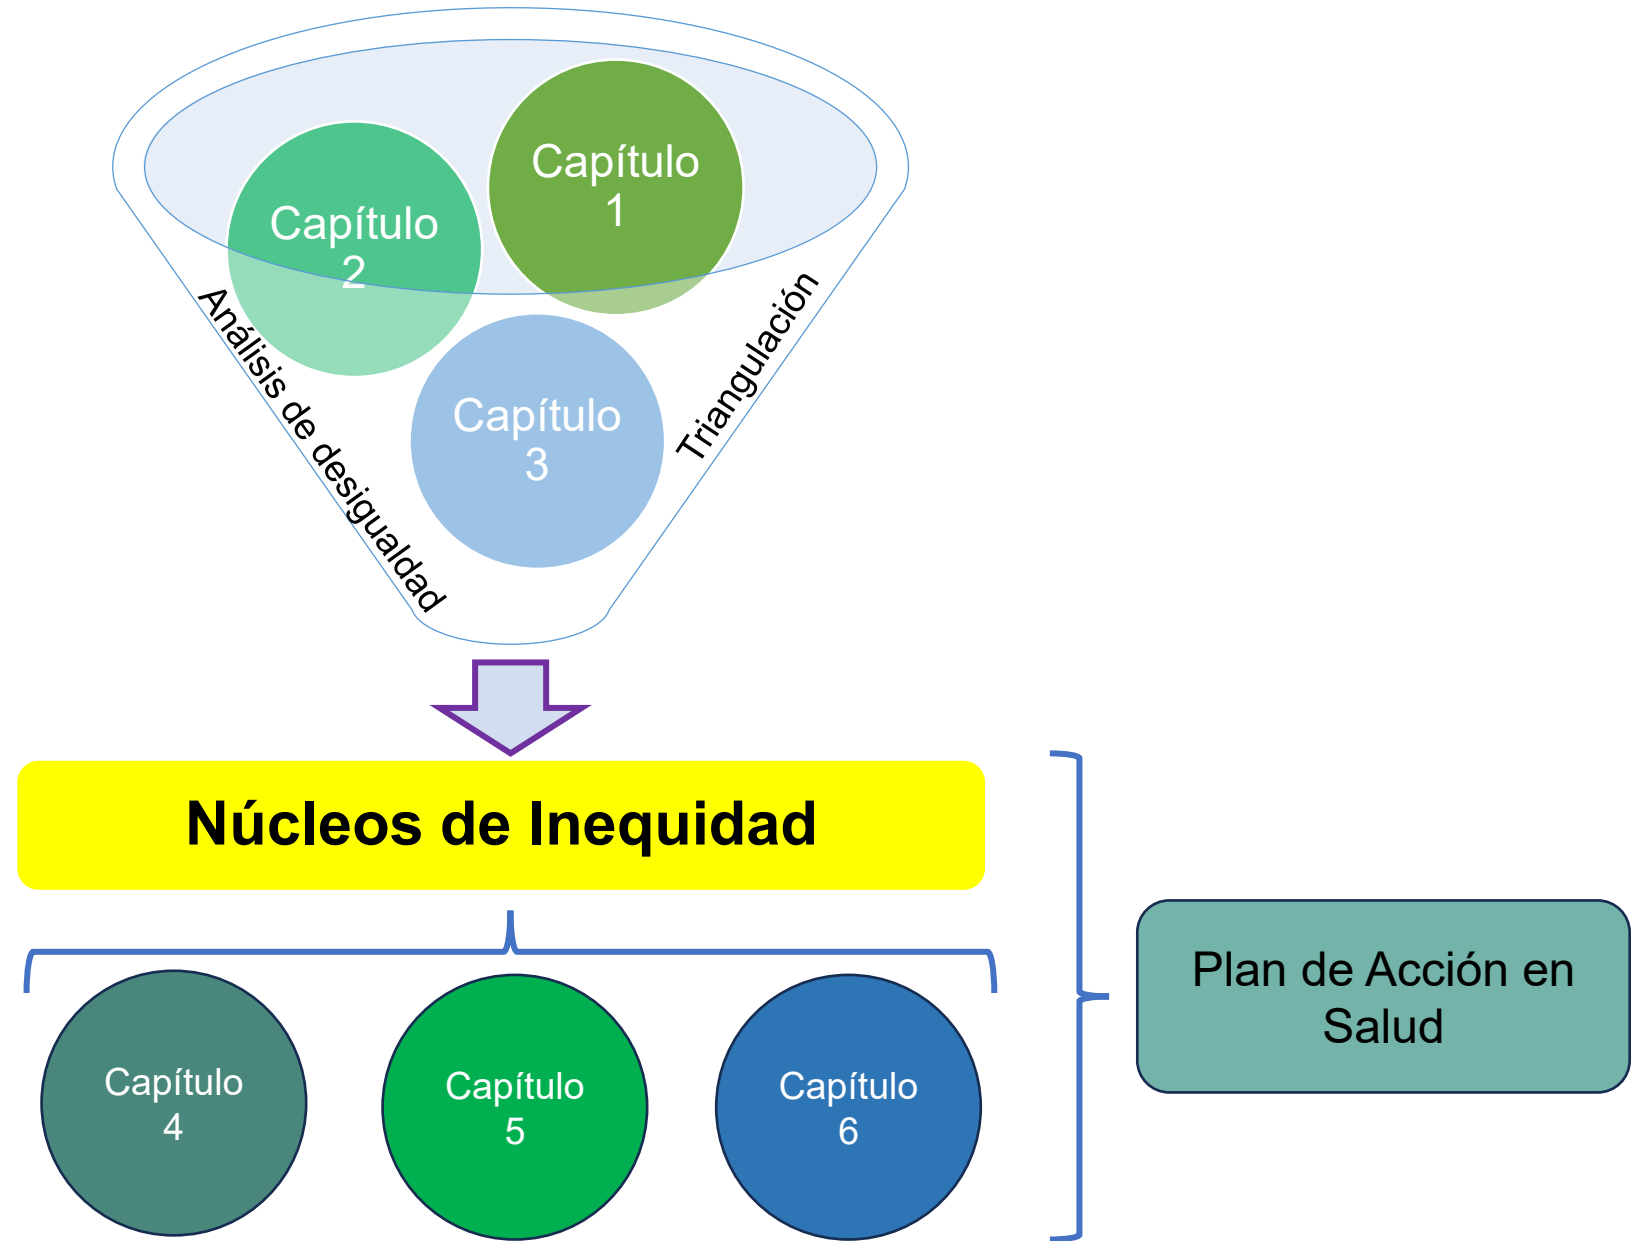 Capítulo
1
Capítulo
2
Capítulo
3
Análisis de desigualdad
Triangulación
Núcleos de Inequidad
Capítulo
4
Capítulo
5
Capítulo
6
Plan de Acción en
Salud